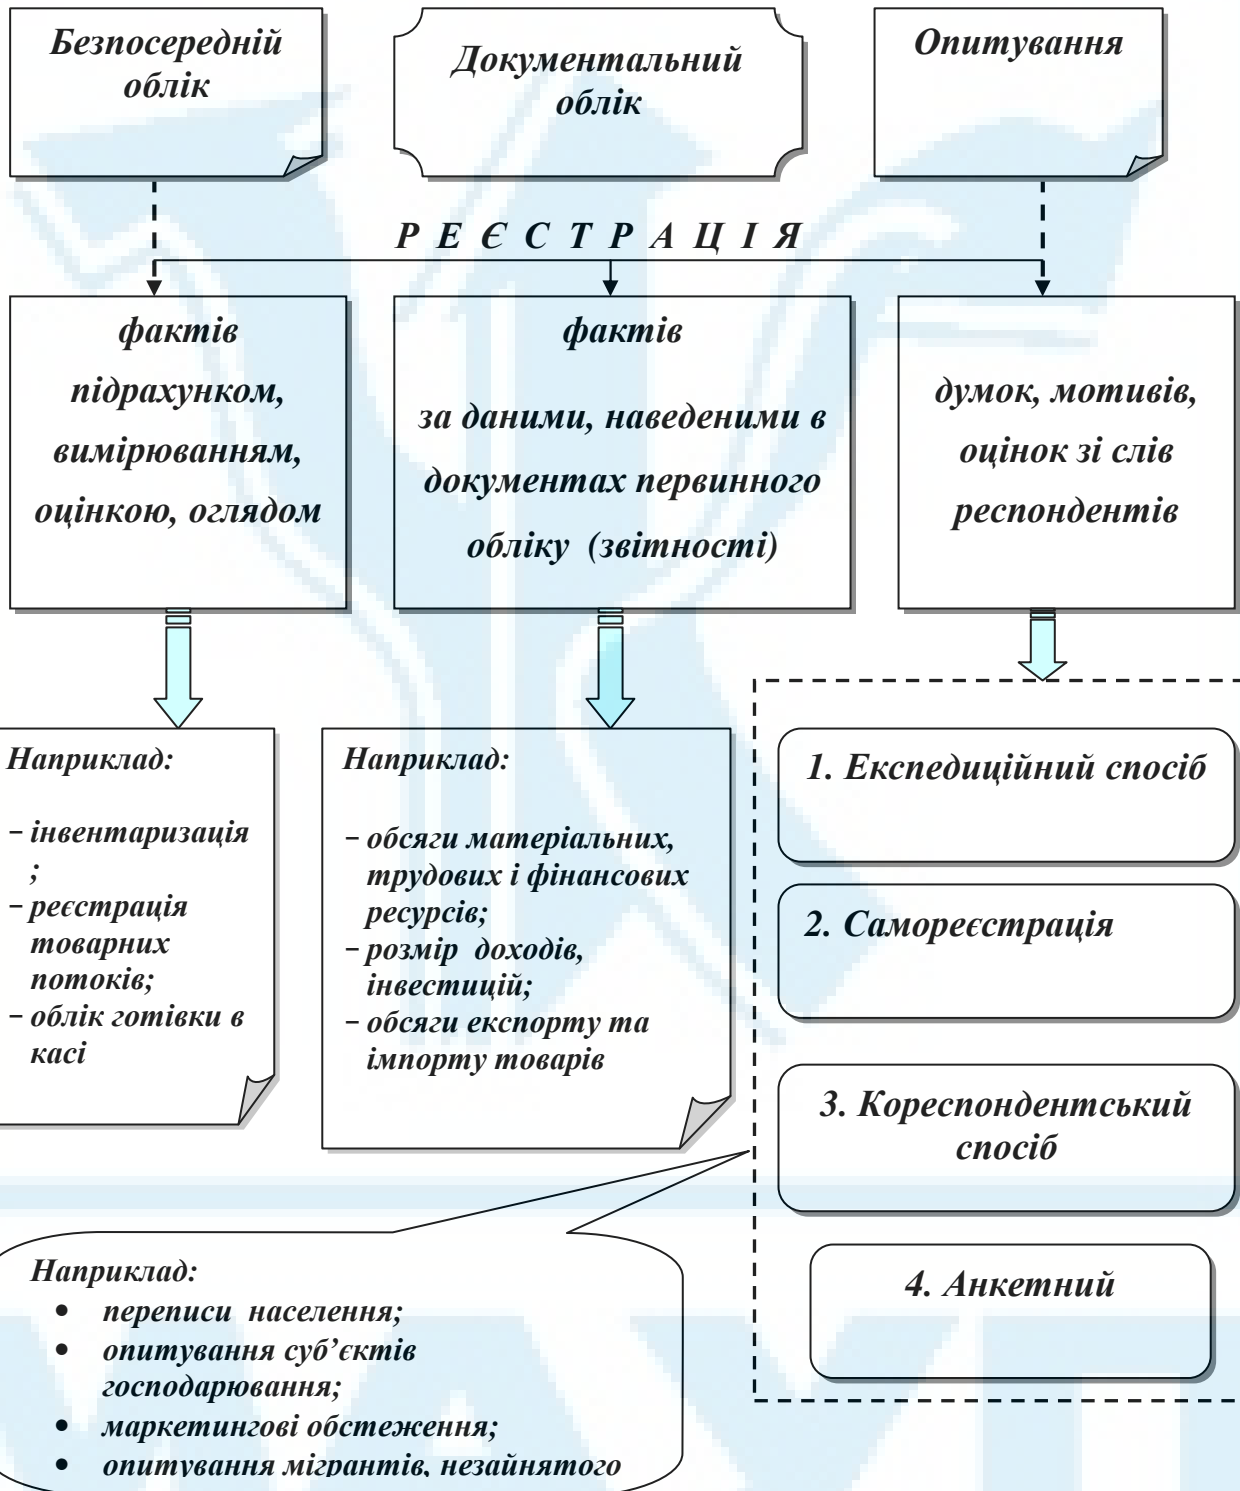 Безпосередній
облік
Документальний
облік
Опитування
Р Е Є С Т Р А Ц І Я
фактів
підрахунком,
вимірюванням,
оцінкою, оглядом
фактів
за даними, наведеними в
документах первинного
обліку (звітності)
думок, мотивів,
оцінок зі слів
респондентів
Наприклад:
– інвентаризація
;
– реєстрація
товарних
потоків;
– облік готівки в
касі
Наприклад:
– обсяги матеріальних,
трудових і фінансових
ресурсів;
– розмір доходів,
інвестицій;
– обсяги експорту та
імпорту товарів
1. Експедиційний спосіб
2. Самореєстрація
3. Кореспондентський
спосіб
4. Анкетний
Наприклад:
• переписи населення;
• опитування суб’єктів
господарювання;
• маркетингові обстеження;
• опитування мігрантів, незайнятого